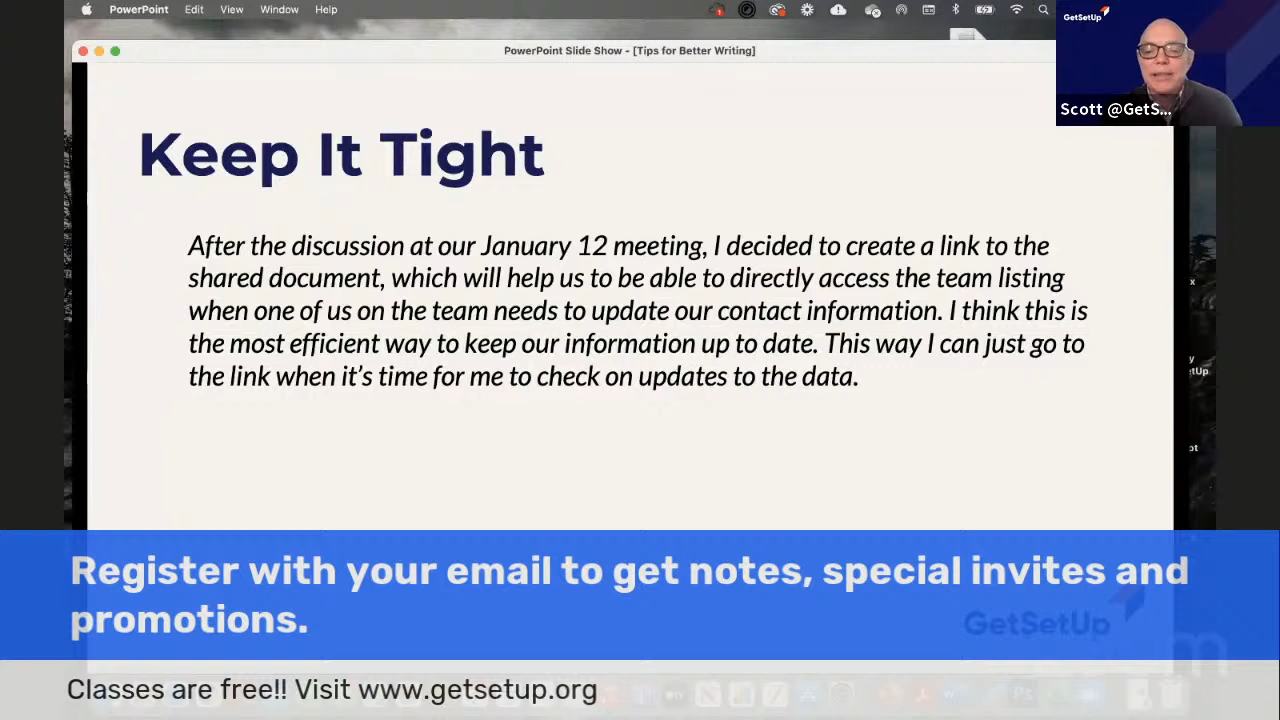 PowerPoint Edit View Window Help
GetSetUp
PowerPoint Slide Show - [Tips for Better Writing]
Scott @GetS...
Keep It Tight
After the discussion at our January 12 meeting, I decided to create a link to the
shared document, which will help us to be able to directly access the team listing
when one of us on the team needs to update our contact information. I think this is
the most efficient way to keep our information up to date. This way I can just go to
the link when it's time for me to check on updates to the data.
Register with your email to get notes, special invites and
promotions.
GetSetUp
Classes are free!! Visit www.getsetup.org